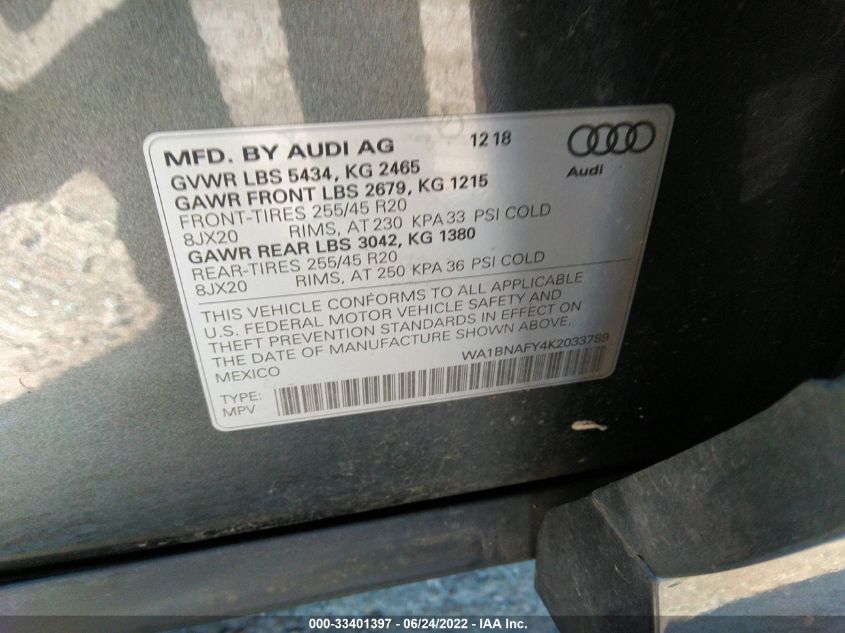 MFD. BY AUDI AG 12 18
Audi
GVWR LBS 5434, KG 2465
GAWR FRONT LBS 2679, KG 1215
FRONT-TIRES 255/45 R20
8JX20 RIMS, AT 230 KPA 33 PSI COLD
GAWR REAR LBS 3042, KG 1380
REAR-TIRES 255/45 R20
8JX20 RIMS, AT 250 KPA 36 PSI COLD
THIS VEHICLE CONFORMS TO ALL APPLICABLE
U.S. FEDERAL MOTOR VEHICLE SAFETY AND
THEFT PREVENTION STANDARDS IN EFFECT ON
THE DATE OF MANUFACTURE SHOWN ABOVE.
MEXICO WA1BNAFY4K2033789
TYPE:
MPV
000-33401397 - 06/24/2022 - WWW.IAAI.COM